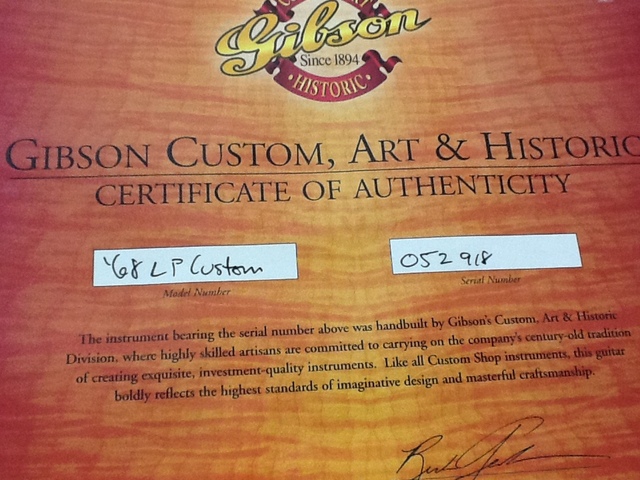 Gibson
Since 1894
HISTORIC
GIBSON CUSTOM, ART & HISTORIC
CERTIFICATE OF AUTHENTICITY
'68 LP Custom
052918
Model Number
Serial Number
The instrument bearing the serial number above was handbuilt by Gibson's Custom, Art & Historic
Division, where highly skilled artisans are committed to carrying on the company's century-old tradition
of creating exquisite, investment-quality instruments. Like all Custom Shop instruments, this guitar
boldly reflects the highest standards of imaginative design and masterful craftsmanship.